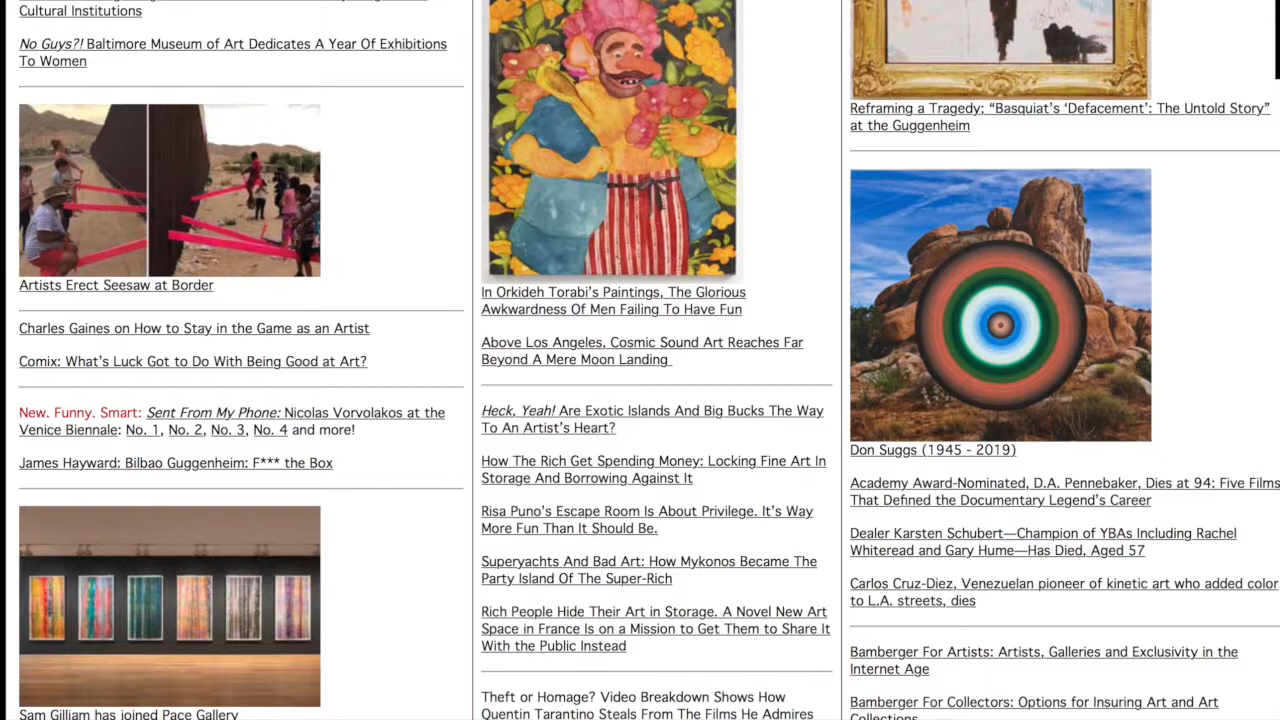 Cultural Institutions
No Guys?! Baltimore Museum of Art Dedicates A Year Of Exhibitions
To Women
Artists Erect Seesaw at Border
Charles Gaines on How to Stay in the Game as an Artist
Comix: What's Luck Got to Do With Being Good at Art?
New. Funny. Smart: Sent From My Phone: Nicolas Vorvolakos at the
Venice Biennale: No. 1, No. 2, No. 3, No. 4 and more!
James Hayward: Bilbao Guggenheim: F*** the Box
Sam Gilliam has joined Pace Gallery
In Orkideh Torabi's Paintings, The Glorious
Awkwardness Of Men Failing To Have Fun
Above Los Angeles, Cosmic Sound Art Reaches Far
Beyond A Mere Moon Landing
Heck, Yeah! Are Exotic Islands And Big Bucks The Way
To An Artist's Heart?
How The Rich Get Spending Money: Locking Fine Art In
Storage And Borrowing Against It
Risa Puno's Escape Room Is About Privilege. It's Way
More Fun Than It Should Be.
Superyachts And Bad Art: How Mykonos Became The
Party Island Of The Super-Rich
Rich People Hide Their Art in Storage. A Novel New Art
Space in France Is on a Mission to Get Them to Share It
With the Public Instead
Theft or Homage? Video Breakdown Shows How
Quentin Tarantino Steals From The Films He Admires
Reframing a Tragedy; “Basquiat's ‘Defacement’: The Untold Story”
at the Guggenheim
Don Suggs (1945 - 2019)
Academy Award-Nominated, D.A. Pennebaker, Dies at 94: Five Films
That Defined the Documentary Legend's Career
Dealer Karsten Schubert—Champion of YBAs Including Rachel
Whiteread and Gary Hume—Has Died, Aged 57
Carlos Cruz-Diez, Venezuelan pioneer of kinetic art who added color
to L.A. streets, dies
Bamberger For Artists: Artists, Galleries and Exclusivity in the
Internet Age
Bamberger For Collectors: Options for Insuring Art and Art
Collections